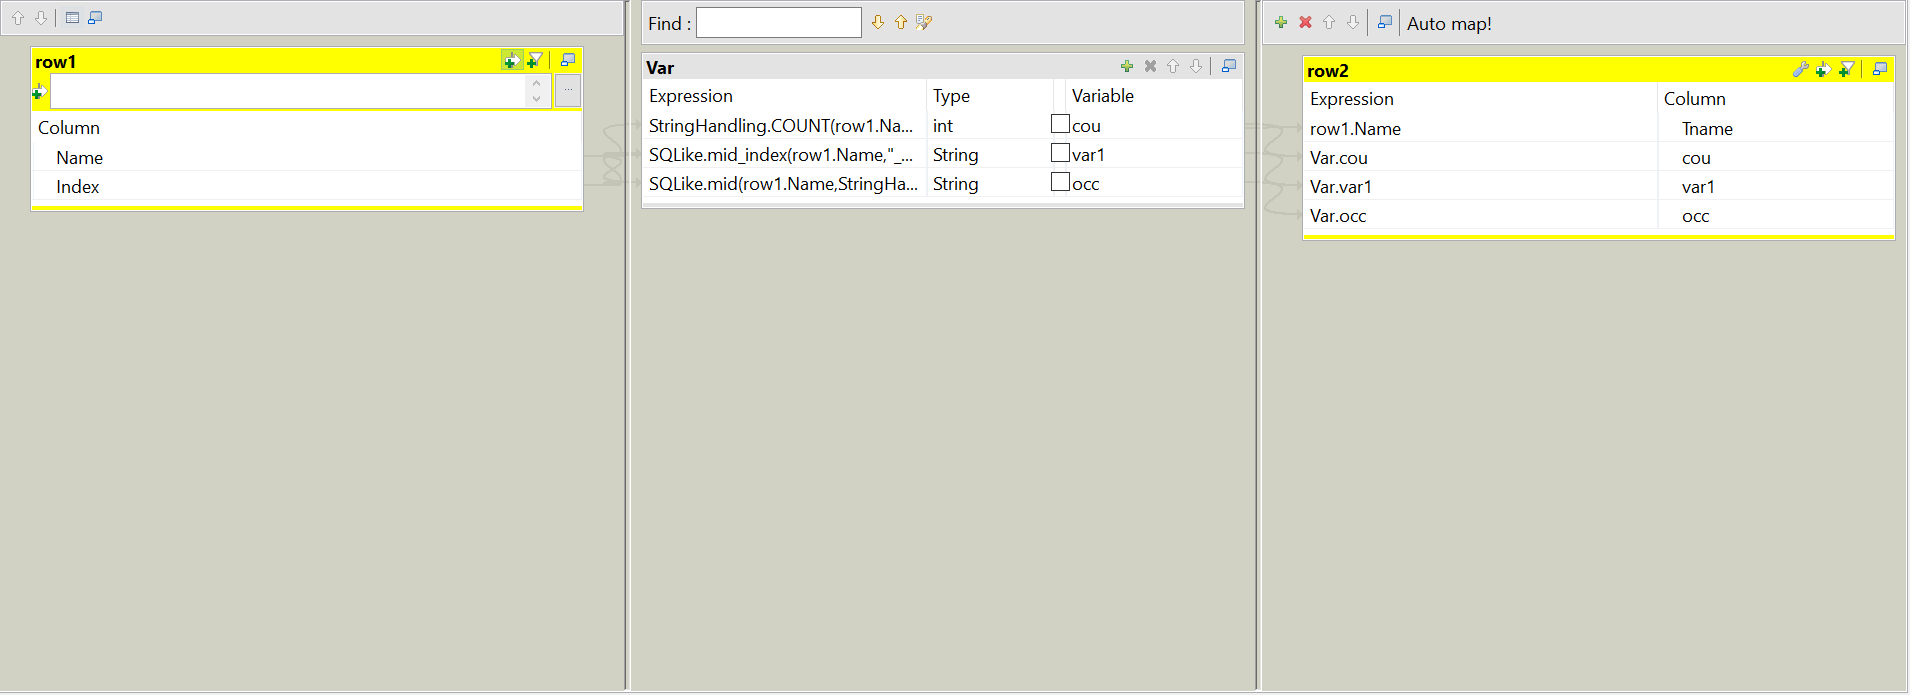 row1
...
Column
Name
Index
Find :
Var
Expression Type Variable
StringHandling.COUNT(row1.Na... int cou
SQLike.mid_index(row1.Name,"_... String var1
SQLike.mid(row1.Name,StringHa... String occ
Auto map!
row2
Expression Column
row1.Name Tname
Var.cou cou
Var.var1 var1
Var.occ occ